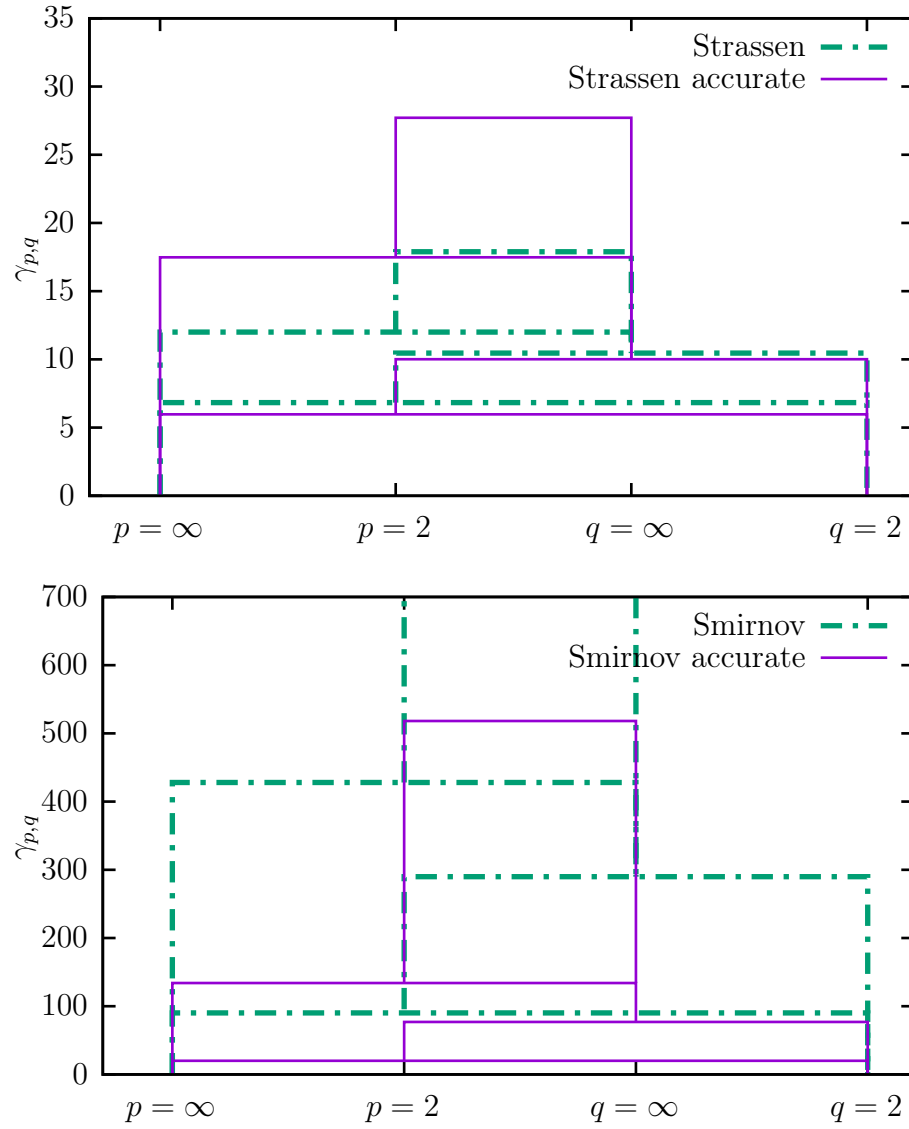 35
30
25
20
15
10
5
0
γp,q
Strassen
Strassen accurate
p = ∞ p = 2 q = ∞ q = 2
700
600
500
400
300
200
100
0
γp,q
Smirnov
Smirnov accurate
p = ∞ p = 2 q = ∞ q = 2